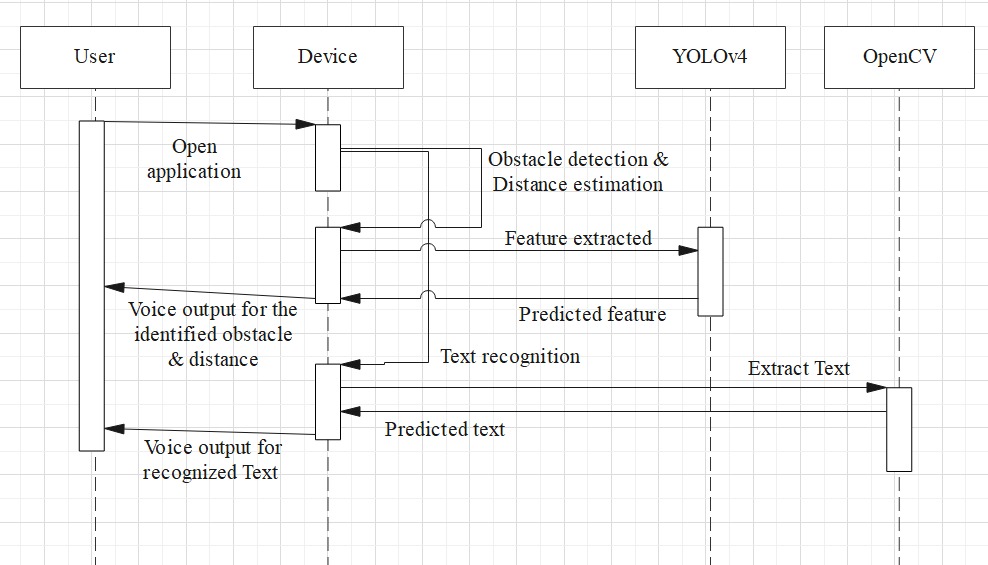 User
Device
YOLOv4
OpenCV
Open
application
Obstacle detection &
Distance estimation
Feature extracted
Voice output for the
identified obstacle
& distance
Predicted feature
Text recognition
Extract Text
Predicted text
Voice output for
recognized Text